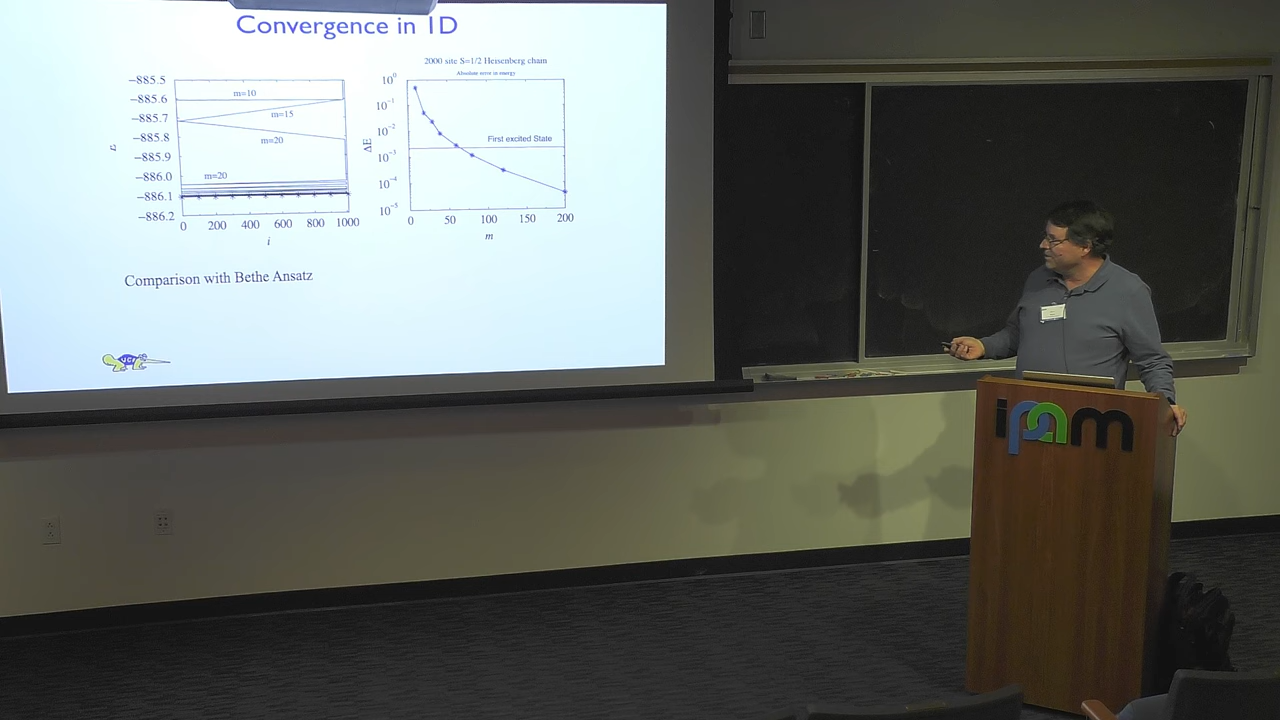 Convergence in 1D
−885.5
−885.6
−885.7
−885.8
−885.9
−886.0
−886.1
−886.2
m=10
m=15
m=20
m=20
0
200
400
600
800
1000
i
2000 site S=1/2 Heisenberg chain
Absolute error in energy
10^0
10^-1
10^-2
10^-3
10^-4
10^-5
ΔE
First excited State
0
50
100
150
200
m
Comparison with Bethe Ansatz
UCI
ipam